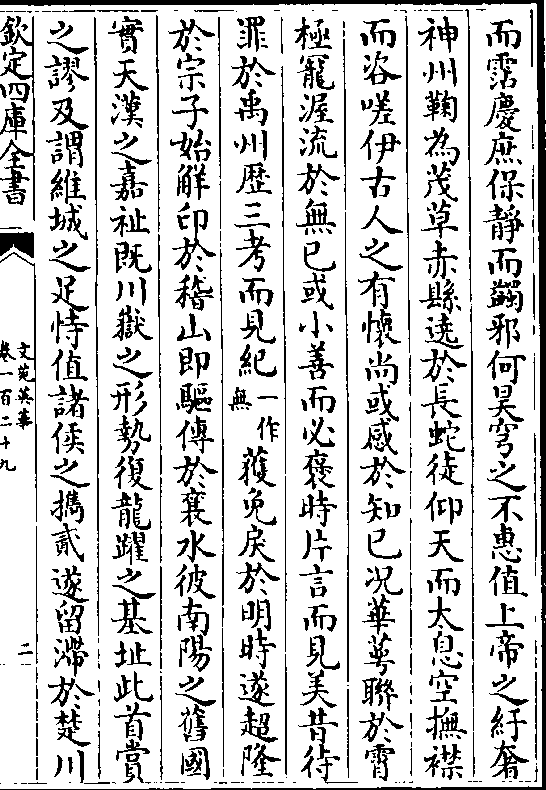 而霑慶庶保靜而蠲邪何昊穹之不惠值上帝之紆奢
神州鞠為茂草赤縣遶於長蛇徒仰天而太息空撫襟
而咨嗟伊古人之有懷尚或感於知己况華萼聯於霄
極寵渥流於無已或小善而必褒時片言而見美昔待
罪於禹州歴三考而見紀一作無獲免戾於明時遂超隆
於宗子始解印於稽山即驅傳於襄水彼南陽之舊國
實天漢之嘉祉既川嶽之形勢復龍躍之基址此首賞
之謬及謂維城之足恃值諸侯之攜貳遂留滯於楚川
欽定四庫全書
文苑英華
卷一百二十九
二